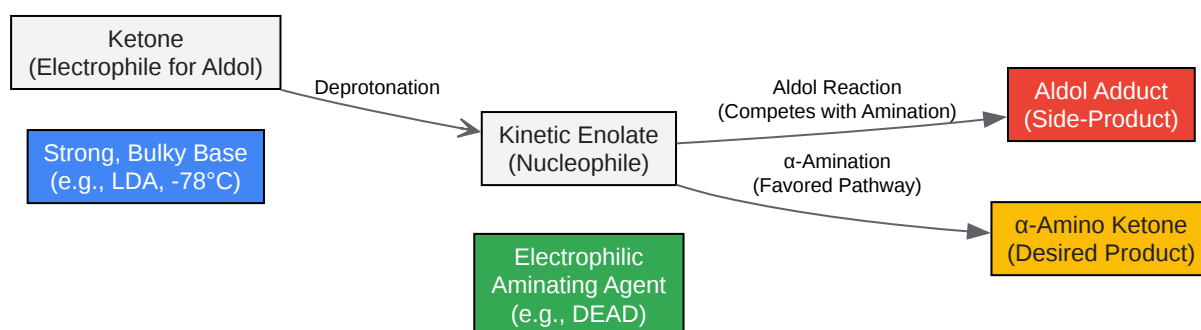 Ketone
(Electrophile for Aldol)
Deprotonation
Strong, Bulky Base
(e.g., LDA, -78°C)
Kinetic Enolate
(Nucleophile)
Aldol Reaction
(Competes with Amination)
Aldol Adduct
(Side-Product)
α-Amination
(Favored Pathway)
α-Amino Ketone
(Desired Product)
Electrophilic
Aminating Agent
(e.g., DEAD)